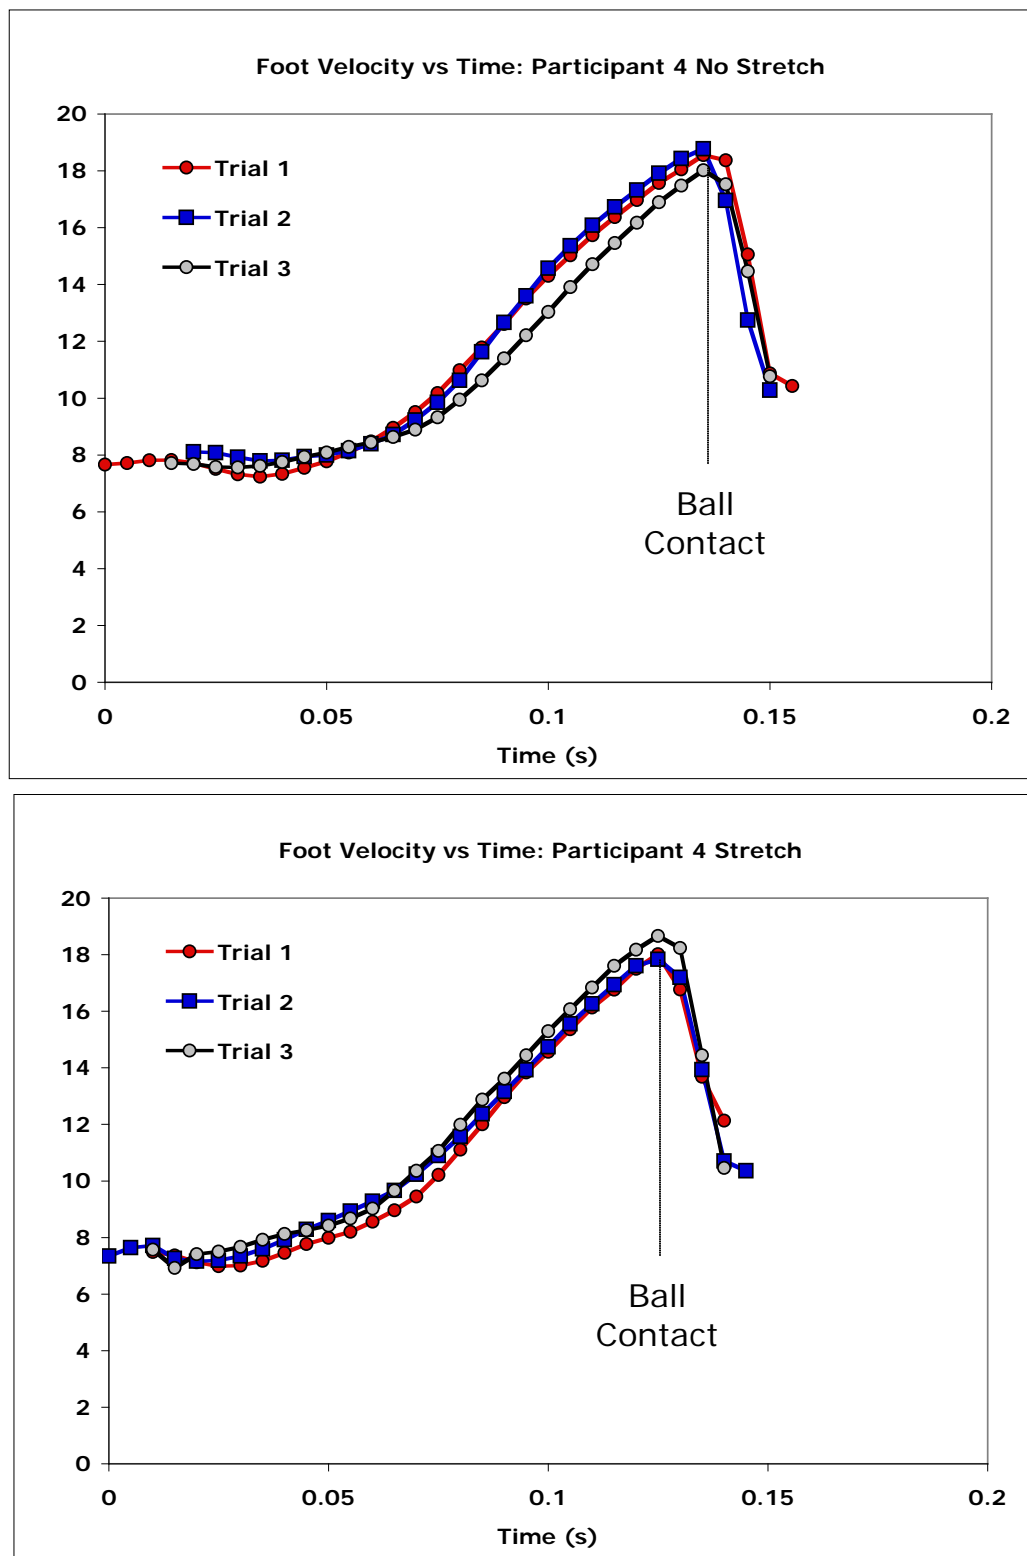 Foot Velocity vs Time: Participant 4 No Stretch
20
18
16
14
12
10
8
6
4
2
0
Trial 1
Trial 2
Trial 3
Ball
Contact
0 0.05 0.1 0.15 0.2
Time (s)
Foot Velocity vs Time: Participant 4 Stretch
20
18
16
14
12
10
8
6
4
2
0
Trial 1
Trial 2
Trial 3
Ball
Contact
0 0.05 0.1 0.15 0.2
Time (s)